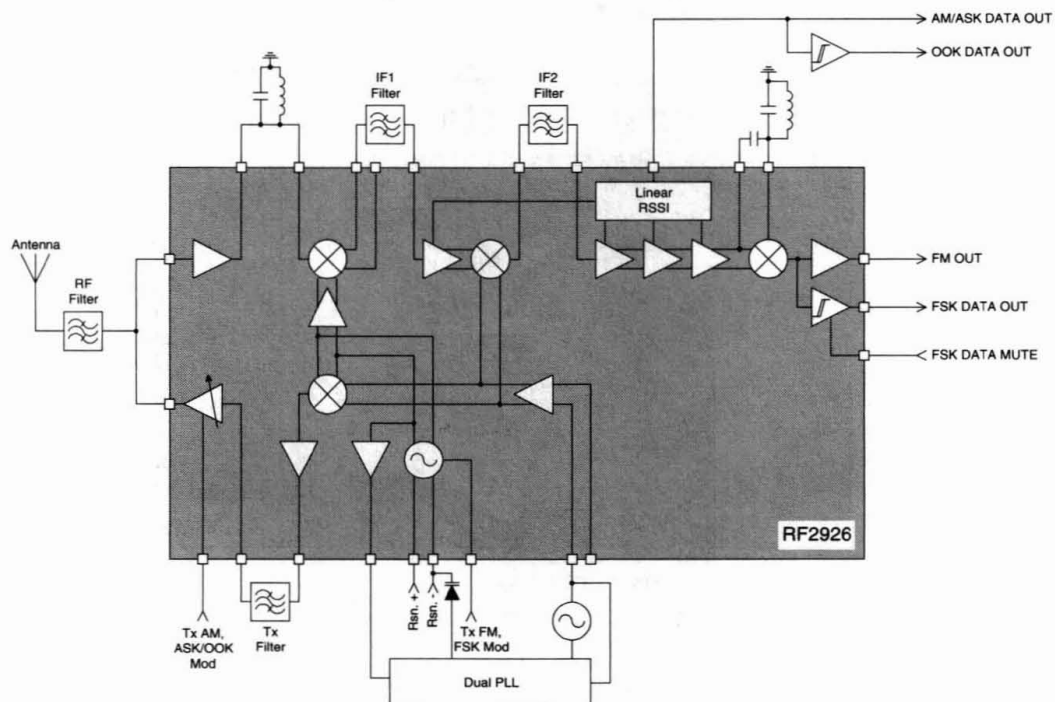 AM/ASK DATA OUT
OOK DATA OUT
IF1
Filter
IF2
Filter
Linear
RSSI
Antenna
RF
Filter
FM OUT
FSK DATA OUT
FSK DATA MUTE
RF2926
Tx AM,
ASK/OOK
Mod
Tx
Filter
Rsn. +
Rsn. -
Tx FM,
FSK Mod
Dual PLL